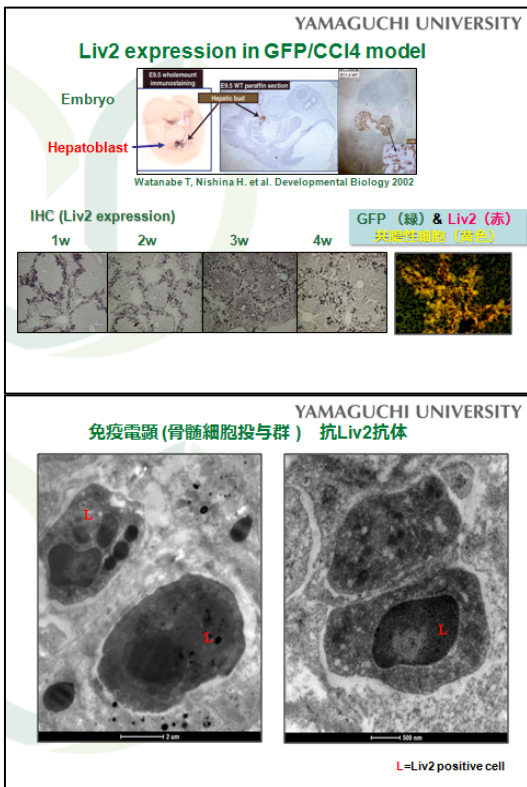 YAMAGUCHI UNIVERSITY
Liv2 expression in GFP/CCl4 model
E9.5 wholemount
immunostaining
E9.5 WT paraffin section
Embryo
Hepatic bud
Hepatoblast
Watanabe T, Nishina H. et al. Developmental Biology 2002
IHC (Liv2 expression)
GFP （緑）& Liv2（赤）
共陽性細胞（黄色）
1w 2w 3w 4w
YAMAGUCHI UNIVERSITY
免疫電顕 (骨髄細胞投与群 ) 抗Liv2抗体
L
L
L
2 µm
500 nm
L=Liv2 positive cell